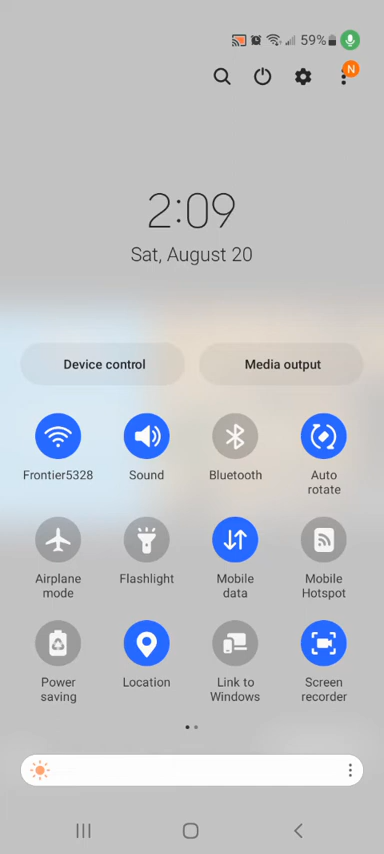 59%
N
2:09
Sat, August 20
Device control
Media output
Frontier5328
Sound
Bluetooth
Auto
rotate
Airplane
mode
Flashlight
Mobile
data
Mobile
Hotspot
Power
saving
Location
Link to
Windows
Screen
recorder